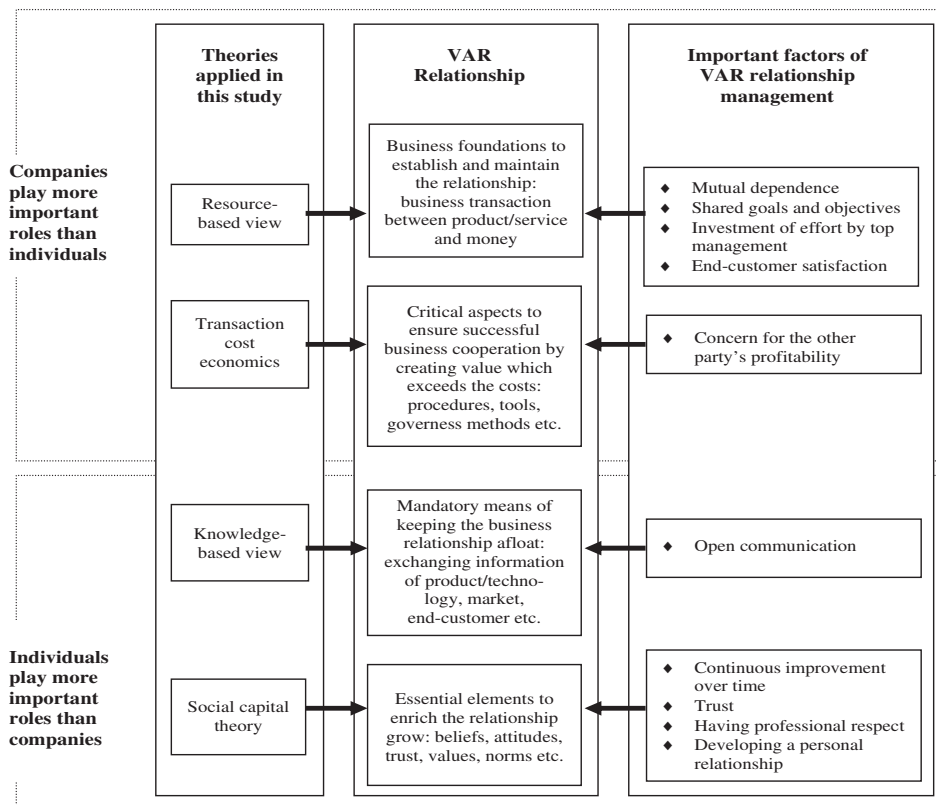 Theories
applied in
this study
VAR
Relationship
Important factors of
VAR relationship
management
Companies
play more
important
roles than
individuals
Resource-
based view
Business foundations to
establish and maintain
the relationship:
business transaction
between product/service
and money
◆ Mutual dependence
◆ Shared goals and objectives
◆ Investment of effort by top
management
◆ End-customer satisfaction
Transaction
cost
economics
Critical aspects to
ensure successful
business cooperation by
creating value which
exceeds the costs:
procedures, tools,
governess methods etc.
◆ Concern for the other
party's profitability
Individuals
play more
important
roles than
companies
Knowledge-
based view
Mandatory means of
keeping the business
relationship afloat:
exchanging information
of product/techno-
logy, market,
end-customer etc.
◆ Open communication
Social capital
theory
Essential elements to
enrich the relationship
grow: beliefs, attitudes,
trust, values, norms etc.
◆ Continuous improvement
over time
◆ Trust
◆ Having professional respect
◆ Developing a personal
relationship